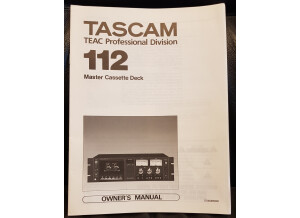 TASCAM
TEAC Professional Division
112
Master Cassette Deck
OWNER'S MANUAL